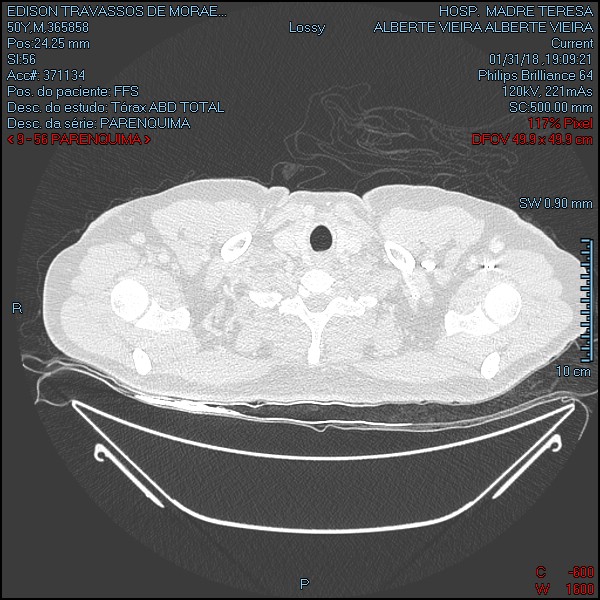 EDISON TRAVASSOS DE MORAE...
50Y,M,365858
Pos:24.25 mm
SI:56
Acc#: 371134
Pos. do paciente: FFS
Desc. do estudo: Tórax ABD TOTAL
Desc. da série: PARENQUIMA
< 9 - 56 PARENQUIMA >
Lossy
HOSP. MADRE TERESA
ALBERTE VIEIRA ALBERTE VIEIRA
Current
01/31/18 ,19:09:21
Philips Brilliance 64
120kV, 221mAs
SC:500.00 mm
117% Pixel
DFOV 49.9 x 49.9 cm
SW 0.90 mm
R
10 cm
P
C -600
W 1600